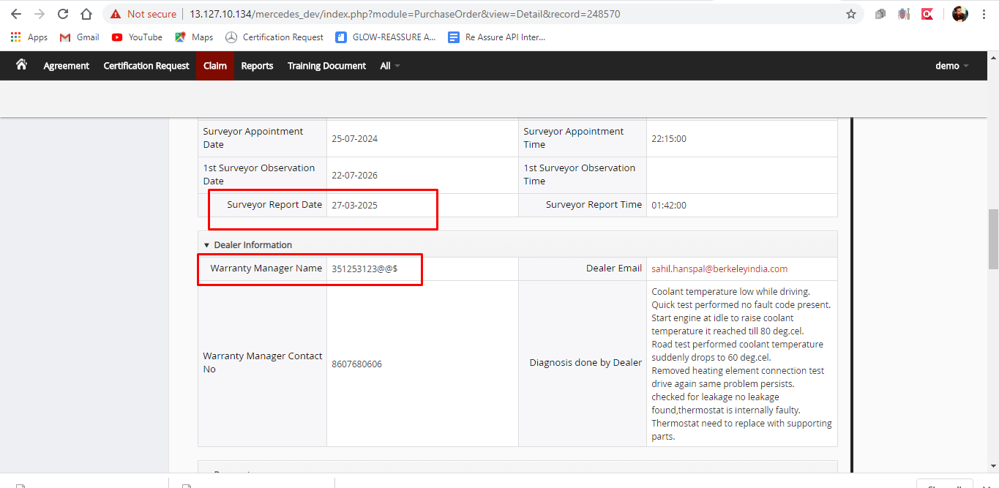 Not secure 13.127.10.134/mercedes_dev/index.php?module=PurchaseOrder&view=Detail&record=248570
Apps Gmail YouTube Maps Certification Request GLOW-REASSURE A... Re Assure API Inter...
Agreement Certification Request Claim Reports Training Document All demo
Surveyor Appointment
Date
25-07-2024
Surveyor Appointment
Time
22:15:00
1st Surveyor Observation
Date
22-07-2026
1st Surveyor Observation
Time
Surveyor Report Date 27-03-2025 Surveyor Report Time 01:42:00
Dealer Information
Warranty Manager Name 351253123@@$ Dealer Email sahil.hanspal@berkeleyindia.com
Warranty Manager Contact
No
8607680606
Diagnosis done by Dealer
Coolant temperature low while driving.
Quick test performed no fault code present.
Start engine at idle to raise coolant
temperature it reached till 80 deg.cel.
Road test performed coolant temperature
suddenly drops to 60 deg.cel.
Removed heating element connection test
drive again same problem persists.
checked for leakage no leakage
found,thermostat is internally faulty.
Thermostat need to replace with supporting
parts.